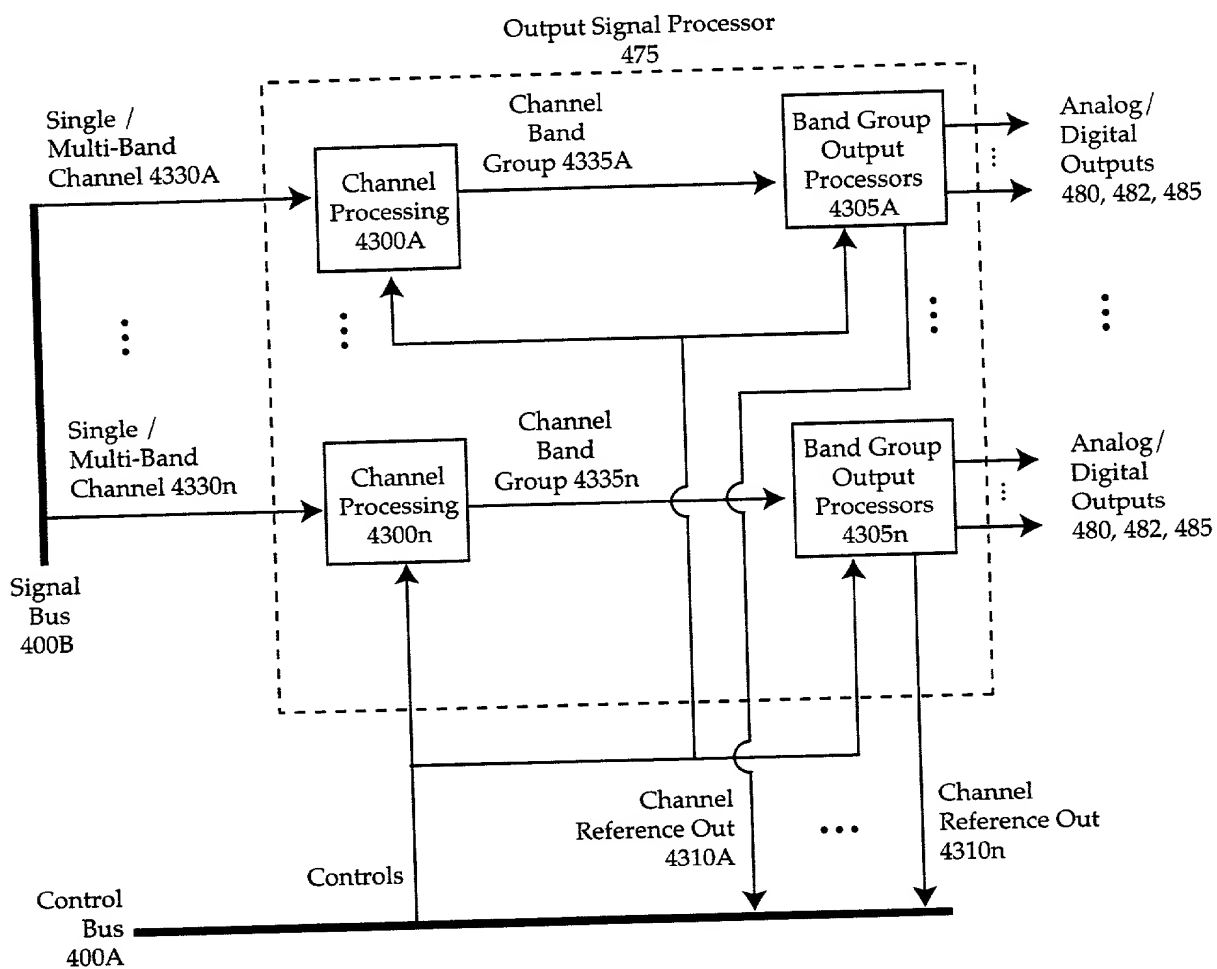 Output Signal Processor
475
Single /
Multi-Band
Channel 4330A
Channel
Band
Group 4335A
Channel
Processing
4300A
Band Group
Output
Processors
4305A
Analog/
Digital
Outputs
480, 482, 485
Single /
Multi-Band
Channel 4330n
Channel
Band
Group 4335n
Channel
Processing
4300n
Band Group
Output
Processors
4305n
Analog/
Digital
Outputs
480, 482, 485
Signal
Bus
400B
Channel
Reference Out
4310A
Channel
Reference Out
4310n
Controls
Control
Bus
400A